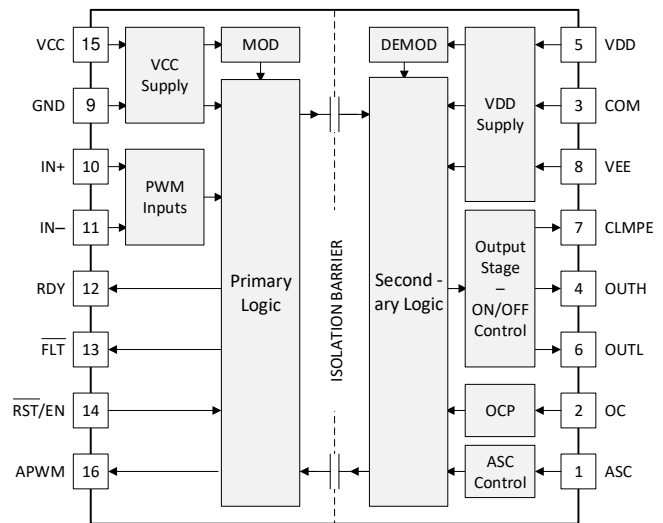 VCC 15 VCC Supply MOD DEMOD VDD Supply 5 VDD
GND 9 3 COM
IN+ 10 PWM Inputs 8 VEE
IN– 11 7 CLMPE
RDY 12 Primary Logic ISOLATION BARRIER Second - ary Logic Output Stage – ON/OFF Control 4 OUTH
FLT 13 6 OUTL
RST/EN 14 OCP 2 OC
APWM 16 ASC Control 1 ASC